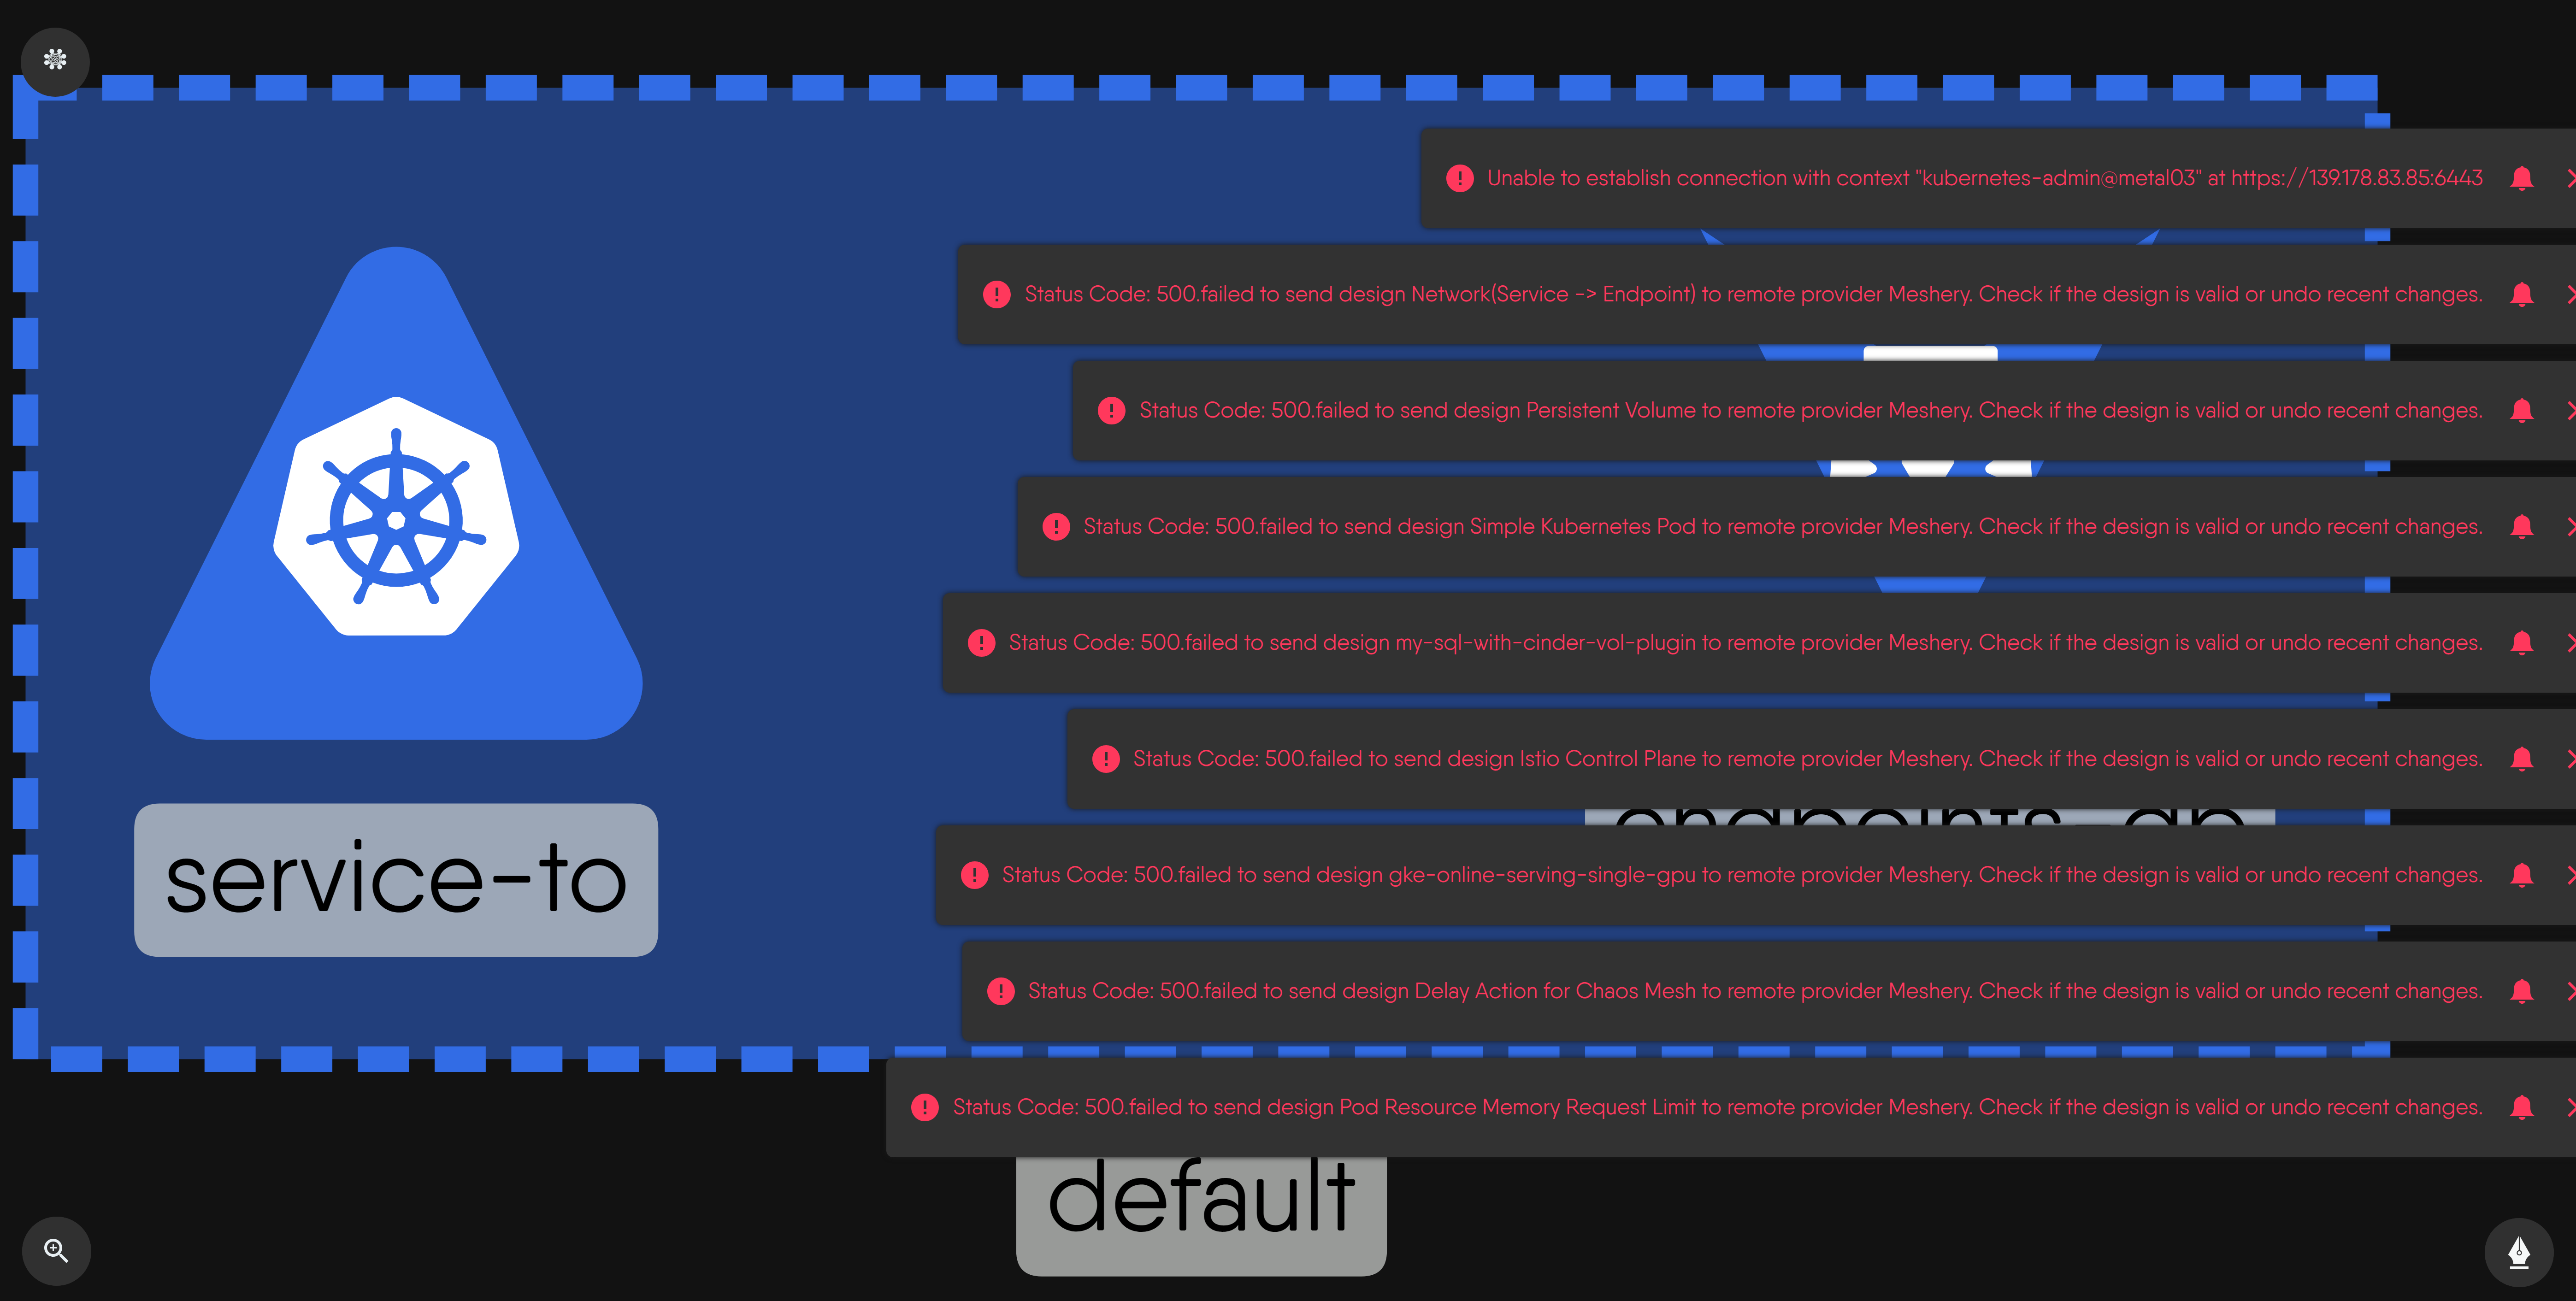 Unable to establish connection with context "kubernetes-admin@metal03" at https://139.178.83.85:6443
Status Code: 500.failed to send design Network(Service -> Endpoint) to remote provider Meshery. Check if the design is valid or undo recent changes.
Status Code: 500.failed to send design Persistent Volume to remote provider Meshery. Check if the design is valid or undo recent changes.
Status Code: 500.failed to send design Simple Kubernetes Pod to remote provider Meshery. Check if the design is valid or undo recent changes.
Status Code: 500.failed to send design my-sql-with-cinder-vol-plugin to remote provider Meshery. Check if the design is valid or undo recent changes.
Status Code: 500.failed to send design Istio Control Plane to remote provider Meshery. Check if the design is valid or undo recent changes.
Status Code: 500.failed to send design gke-online-serving-single-gpu to remote provider Meshery. Check if the design is valid or undo recent changes.
service-to
Status Code: 500.failed to send design Delay Action for Chaos Mesh to remote provider Meshery. Check if the design is valid or undo recent changes.
Status Code: 500.failed to send design Pod Resource Memory Request Limit to remote provider Meshery. Check if the design is valid or undo recent changes.
default